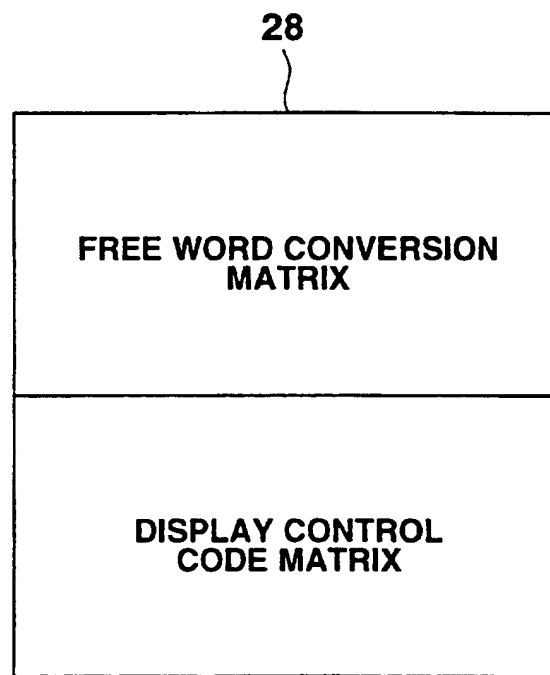 28
FREE WORD CONVERSION
MATRIX
DISPLAY CONTROL
CODE MATRIX